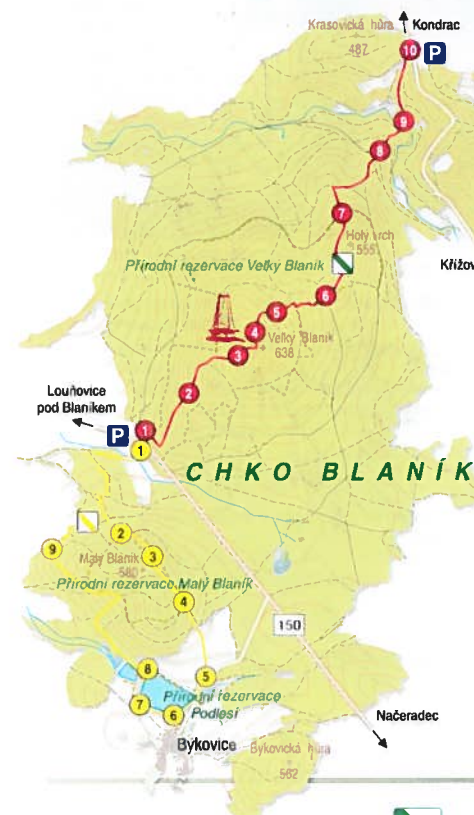 Krasovická hůra
487
Kondrac
10
P
9
8
7
Holý vrch
555
Přírodní rezervace Velký Blaník
Křížov
6
5
4
Velký Blaník
638
3
2
Louňovice
pod Blaníkem
P
1
1
CHKO BLANÍK
2
9
3
Malý Blaník
580
Přírodní rezervace Malý Blaník
4
150
8
5
Přírodní rezervace
Podlesí
7
6
Načeradec
Bykovice
Býkovická hůra
562